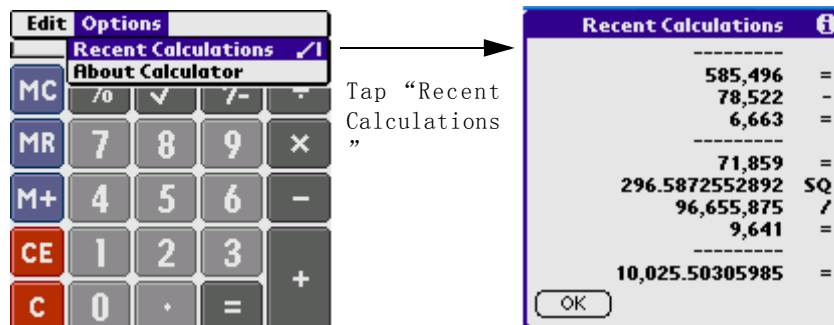 Edit Options
Recent Calculations ⁄I
About Calculator
MC % √ +/- ÷
MR 7 8 9 ×
M+ 4 5 6 −
CE 1 2 3
+
C 0 . =
Tap “Recent
Calculations
”
Recent Calculations i
----------
585,496 =
78,522 -
6,663 =
----------
71,859 =
296.5872552892 SQ
96,655,875 /
9,641 =
----------
10,025.50305985 =
OK